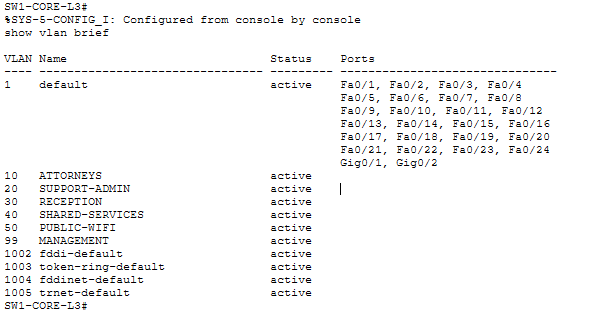 SW1-CORE-L3#
%SYS-5-CONFIG_I: Configured from console by console
show vlan brief
VLAN Name Status Ports
---- -------------------------------- --------- -------------------------------
1 default active Fa0/1, Fa0/2, Fa0/3, Fa0/4
Fa0/5, Fa0/6, Fa0/7, Fa0/8
Fa0/9, Fa0/10, Fa0/11, Fa0/12
Fa0/13, Fa0/14, Fa0/15, Fa0/16
Fa0/17, Fa0/18, Fa0/19, Fa0/20
Fa0/21, Fa0/22, Fa0/23, Fa0/24
Gig0/1, Gig0/2
10 ATTORNEYS active
20 SUPPORT-ADMIN active
30 RECEPTION active
40 SHARED-SERVICES active
50 PUBLIC-WIFI active
99 MANAGEMENT active
1002 fddi-default active
1003 token-ring-default active
1004 fddinet-default active
1005 trnet-default active
SW1-CORE-L3#